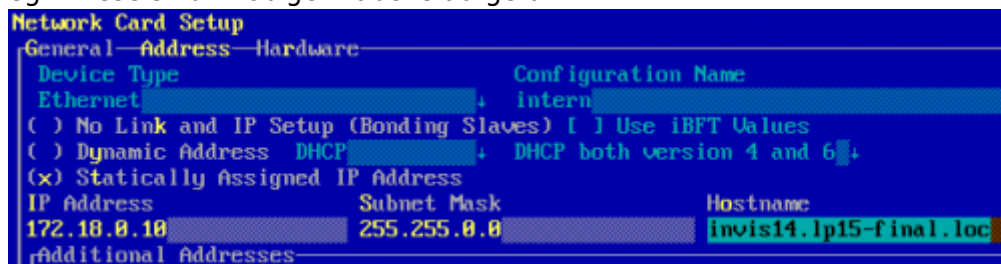 Network Card Setup
General—Address—Hardware
Device Type Configuration Name
Ethernet ↓ intern
( ) No Link and IP Setup (Bonding Slaves) [ ] Use iBFT Values
( ) Dynamic Address DHCP ↓ DHCP both version 4 and 6 ↓
(x) Statically Assigned IP Address
IP Address Subnet Mask Hostname
172.18.0.10 255.255.0.0 invis14.lp15-final.loc
Additional Addresses